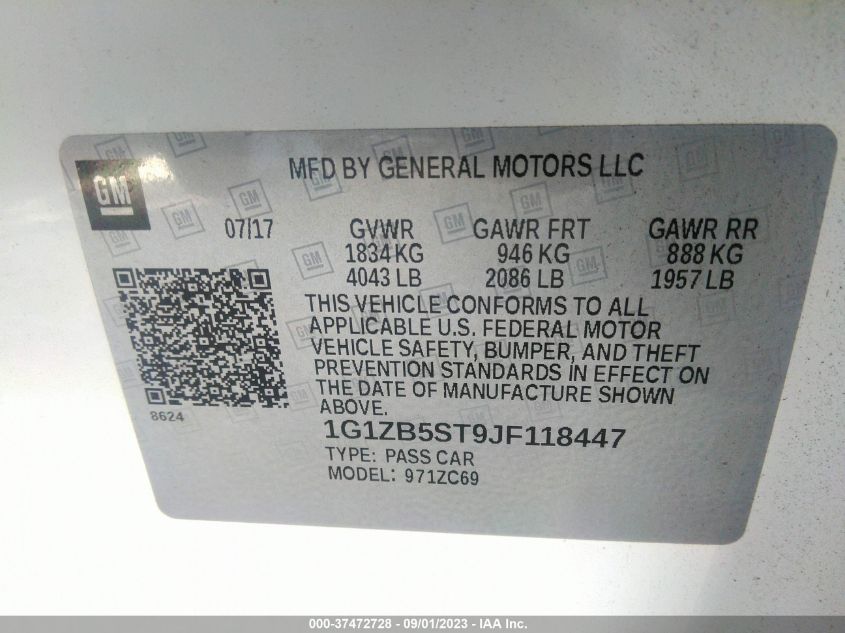 GM
MFD BY GENERAL MOTORS LLC
07/17 GVWR GAWR FRT GAWR RR
1834 KG 946 KG 888 KG
4043 LB 2086 LB 1957 LB
THIS VEHICLE CONFORMS TO ALL
APPLICABLE U.S. FEDERAL MOTOR
VEHICLE SAFETY, BUMPER, AND THEFT
PREVENTION STANDARDS IN EFFECT ON
THE DATE OF MANUFACTURE SHOWN
ABOVE.
8624
1G1ZB5ST9JF118447
TYPE: PASS CAR
MODEL: 971ZC69
000-37472728 - 09/01/2023 - IAA Inc.